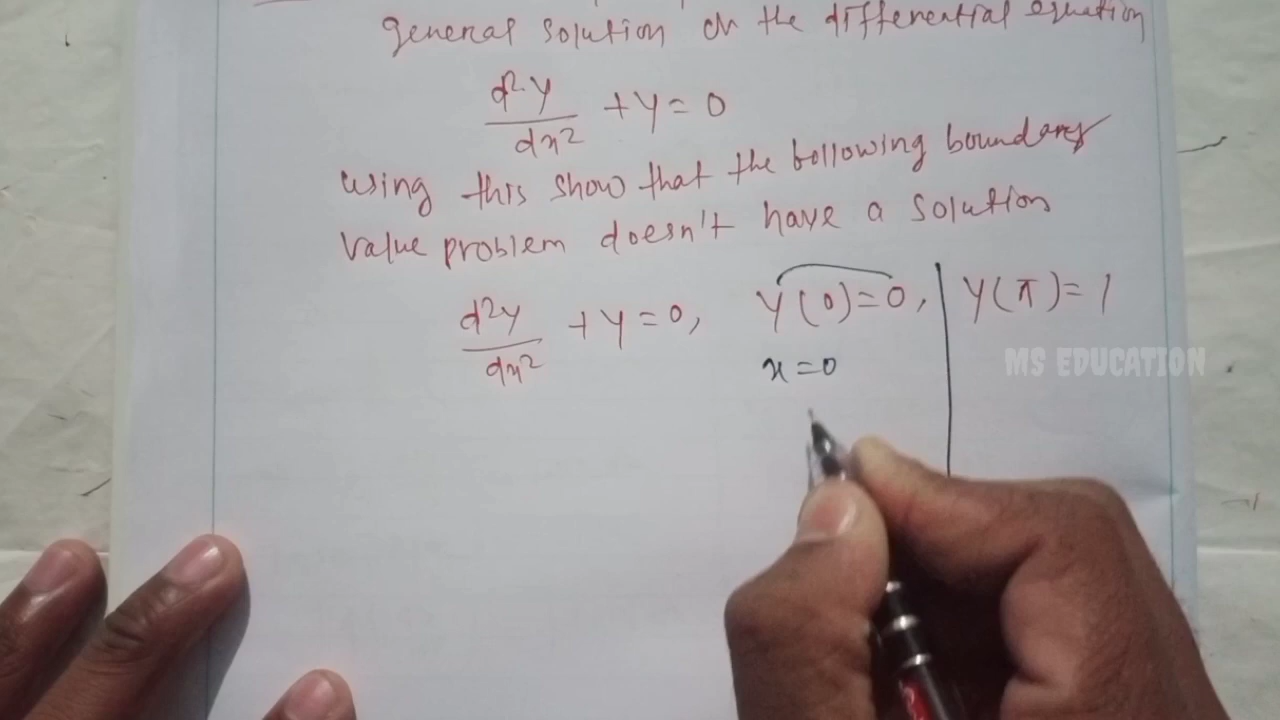 general solution of the differential equation
d²y/dx² + y = 0
using this show that the following boundary
value problem doesn't have a solution
d²y/dx² + y = 0, y(0) = 0, y(π) = 1
x = 0
MS EDUCATION